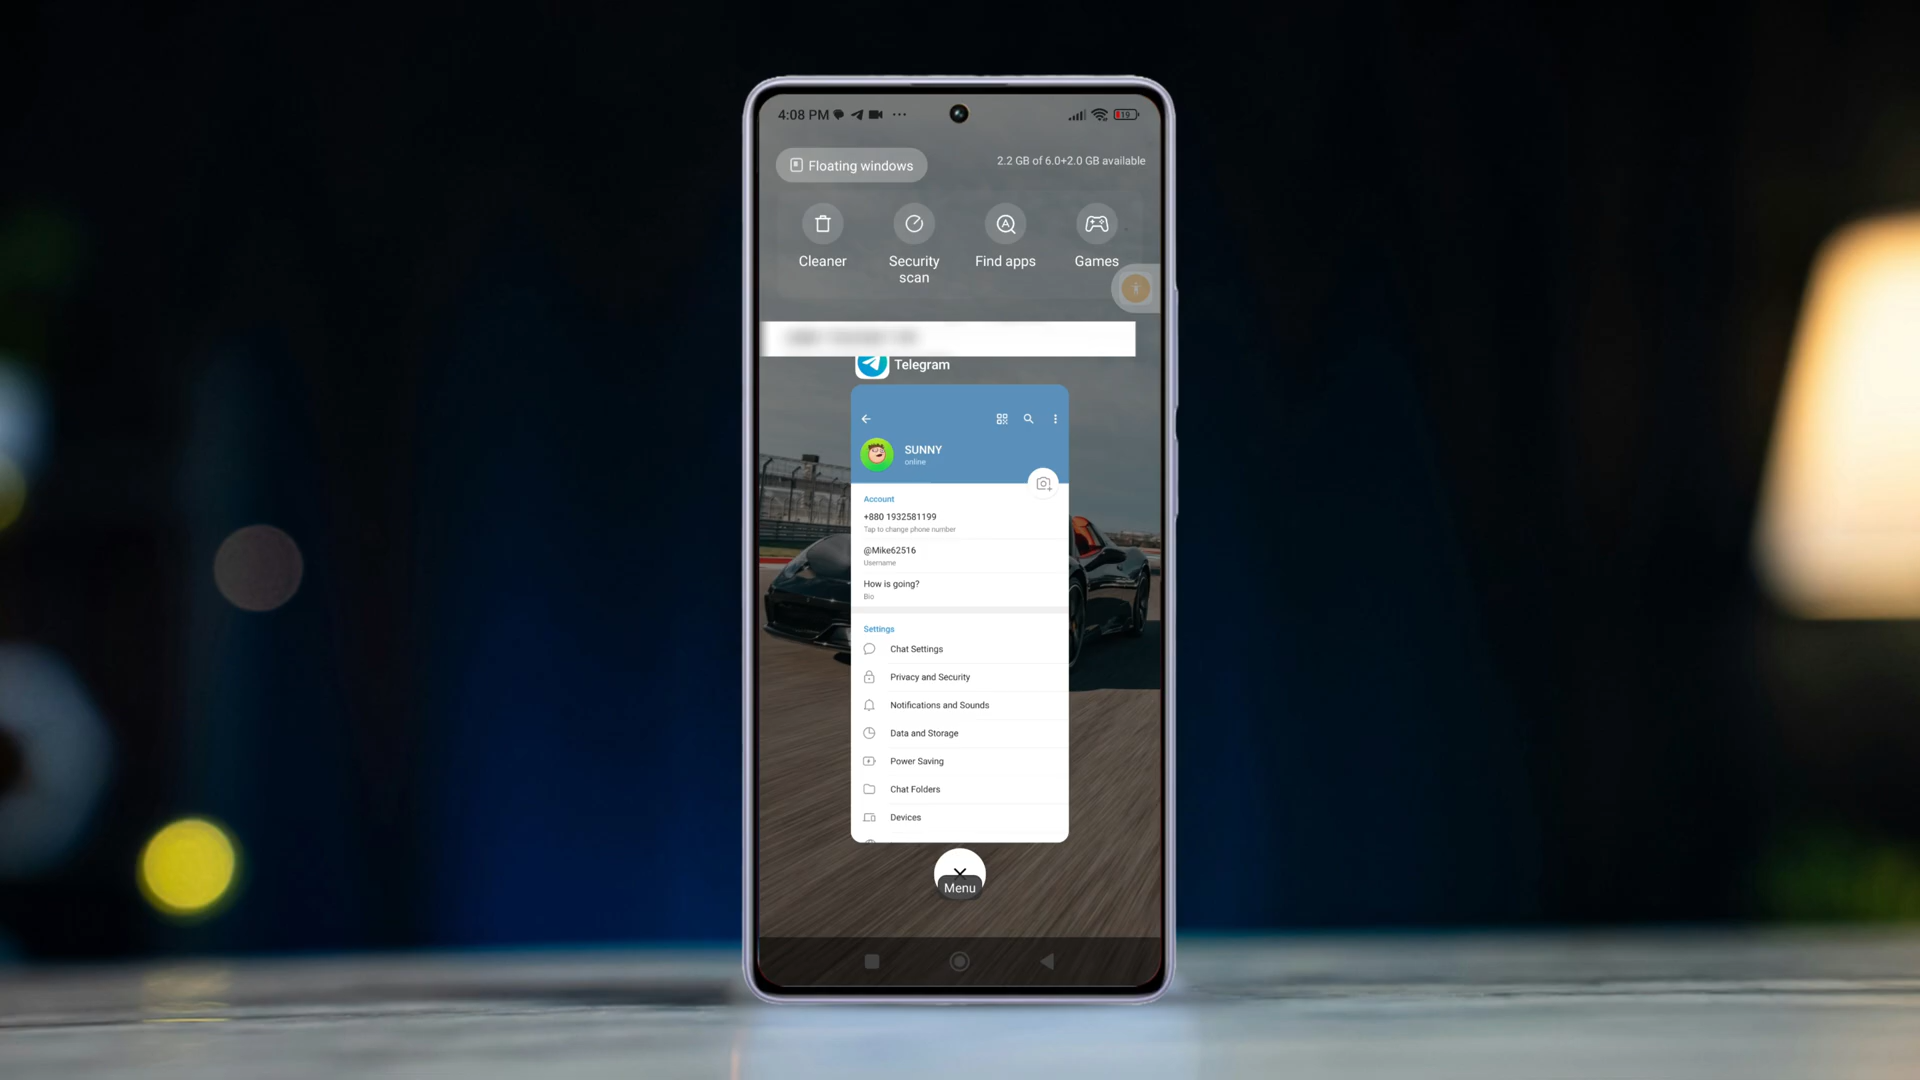 4:08 PM
19
Floating windows
2.2 GB of 6.0+2.0 GB available
Cleaner
Security scan
Find apps
Games
Telegram
SUNNY
online
Account
+880 1932581199
Tap to change phone number
@Mike62516
Username
How is going?
Bio
Settings
Chat Settings
Privacy and Security
Notifications and Sounds
Data and Storage
Power Saving
Chat Folders
Devices
Menu